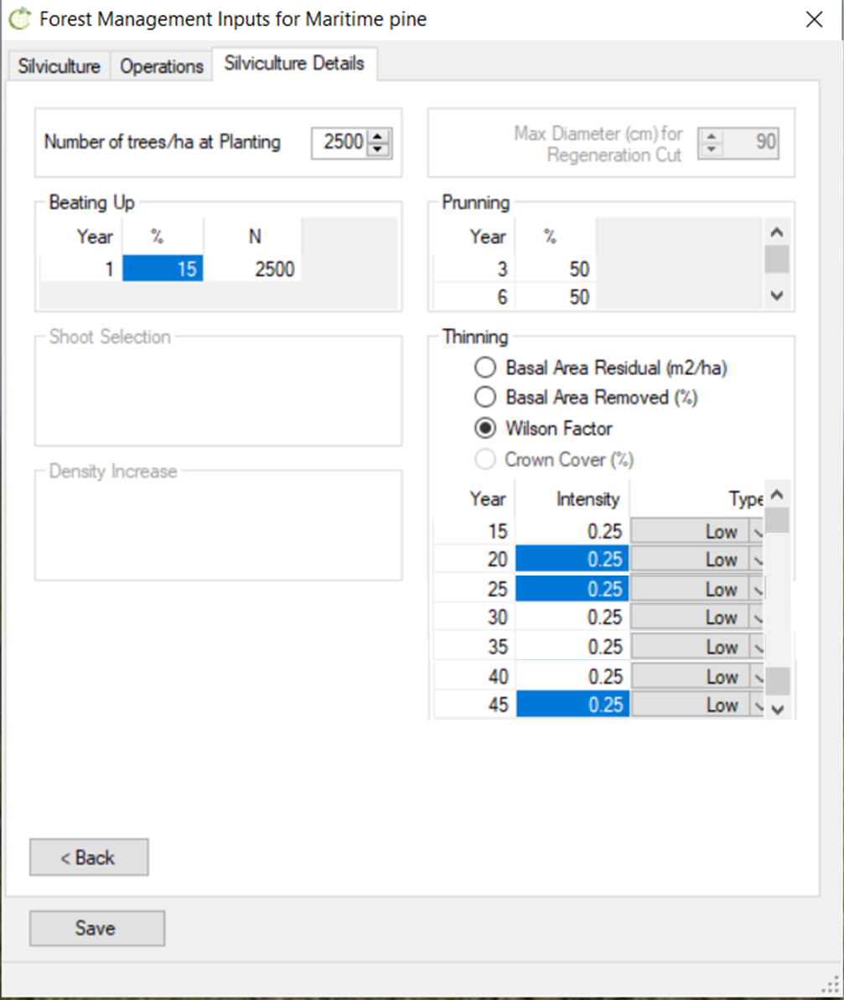 Forest Management Inputs for Maritime pine
Silviculture Operations Silviculture Details
Number of trees/ha at Planting 2500
Max Diameter (cm) for
Regeneration Cut 90
Beating Up
Year % N
1 15 2500
Prunning
Year %
3 50
6 50
Shoot Selection
Density Increase
Thinning
Basal Area Residual (m2/ha)
Basal Area Removed (%)
Wilson Factor
Crown Cover (%)
Year Intensity Type
15 0.25 Low
20 0.25 Low
25 0.25 Low
30 0.25 Low
35 0.25 Low
40 0.25 Low
45 0.25 Low
< Back
Save